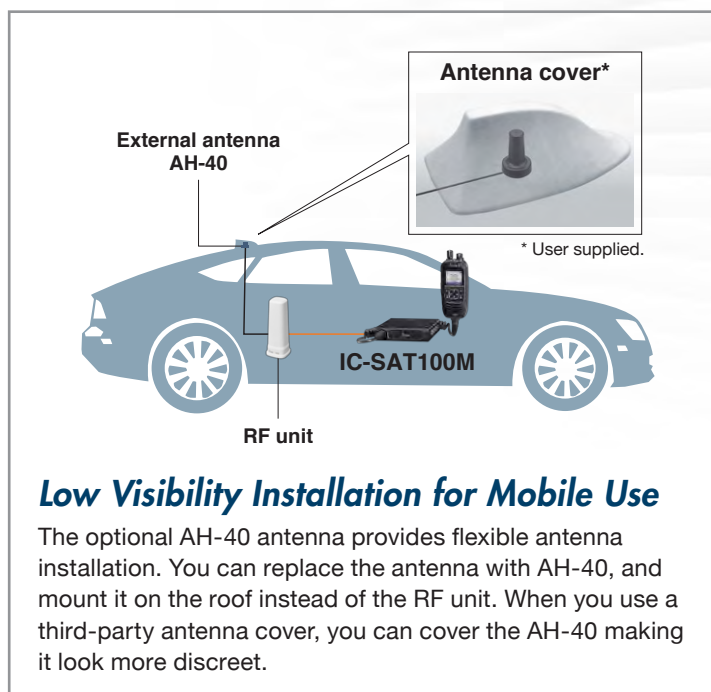 Antenna cover*
External antenna
AH-40
* User supplied.
IC-SAT100M
RF unit
Low Visibility Installation for Mobile Use
The optional AH-40 antenna provides flexible antenna
installation. You can replace the antenna with AH-40, and
mount it on the roof instead of the RF unit. When you use a
third-party antenna cover, you can cover the AH-40 making
it look more discreet.